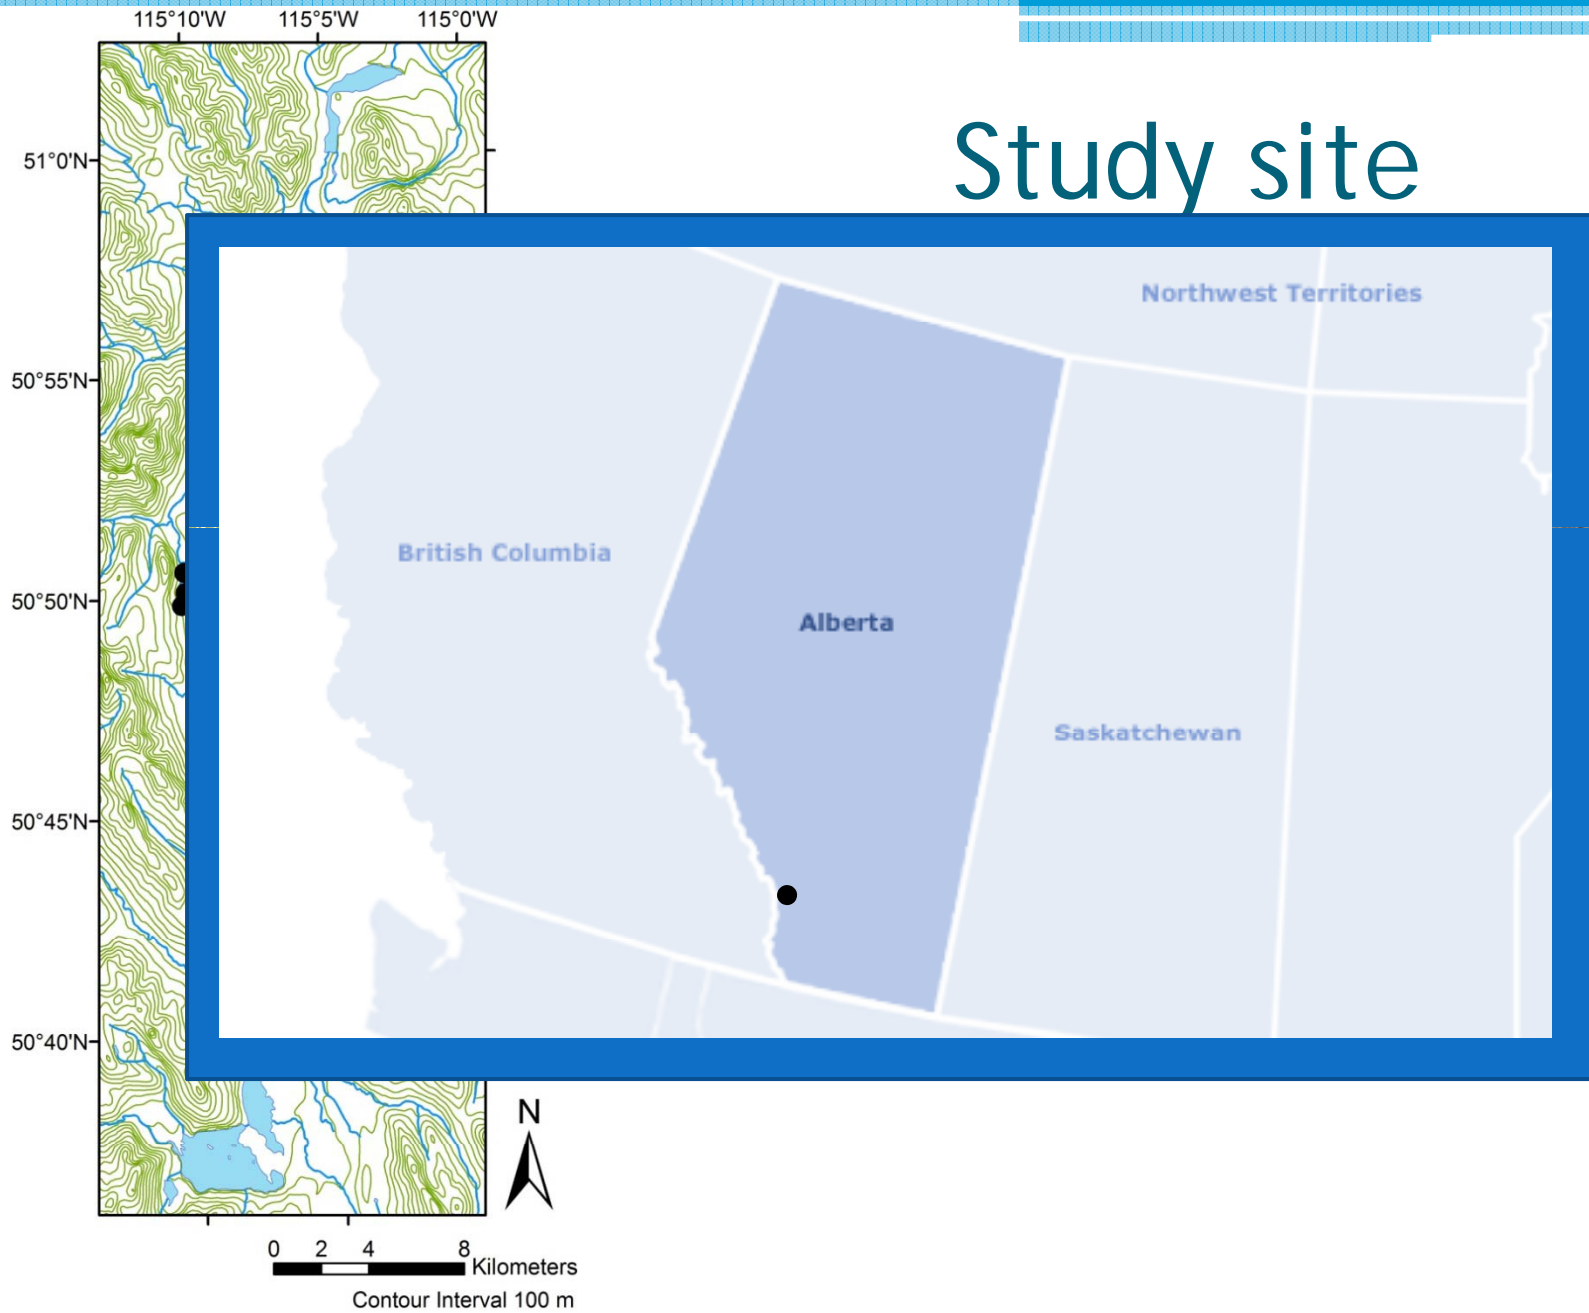 115°10'W 115°5'W 115°0'W
Study site
51°0'N
50°55'N
50°50'N
50°45'N
50°40'N
Northwest Territories
British Columbia
Alberta
Saskatchewan
N
0 2 4 8
Kilometers
Contour Interval 100 m